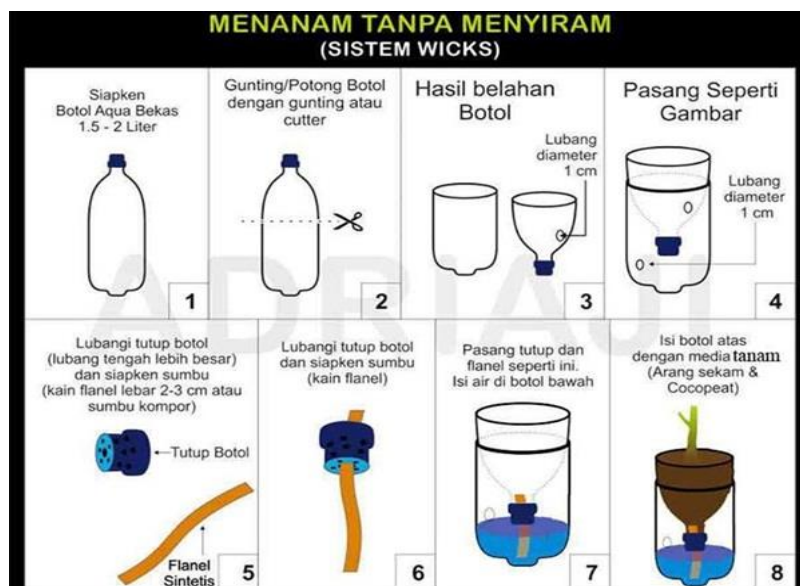 MENANAM TANPA MENYIRAM
(SISTEM WICKS)
Siapken
Botol Aqua Bekas
1.5 - 2 Liter
1
Gunting/Potong Botol
dengan gunting atau
cutter
2
Hasil belahan
Botol
Lubang
diameter
1 cm
3
Pasang Seperti
Gambar
Lubang
diameter
1 cm
4
Lubangi tutup botol
(lubang tengah lebih besar)
dan siapken sumbu
(kain flanel lebar 2-3 cm atau
sumbu kompor)
Tutup Botol
Flanel
Sintetis
5
Lubangi tutup botol
dan siapken sumbu
(kain flanel)
6
Pasang tutup dan
flanel seperti ini.
Isi air di botol bawah
7
Isi botol atas
dengan media tanam
(Arang sekam &
Cocopeat)
8
ADRIAJI